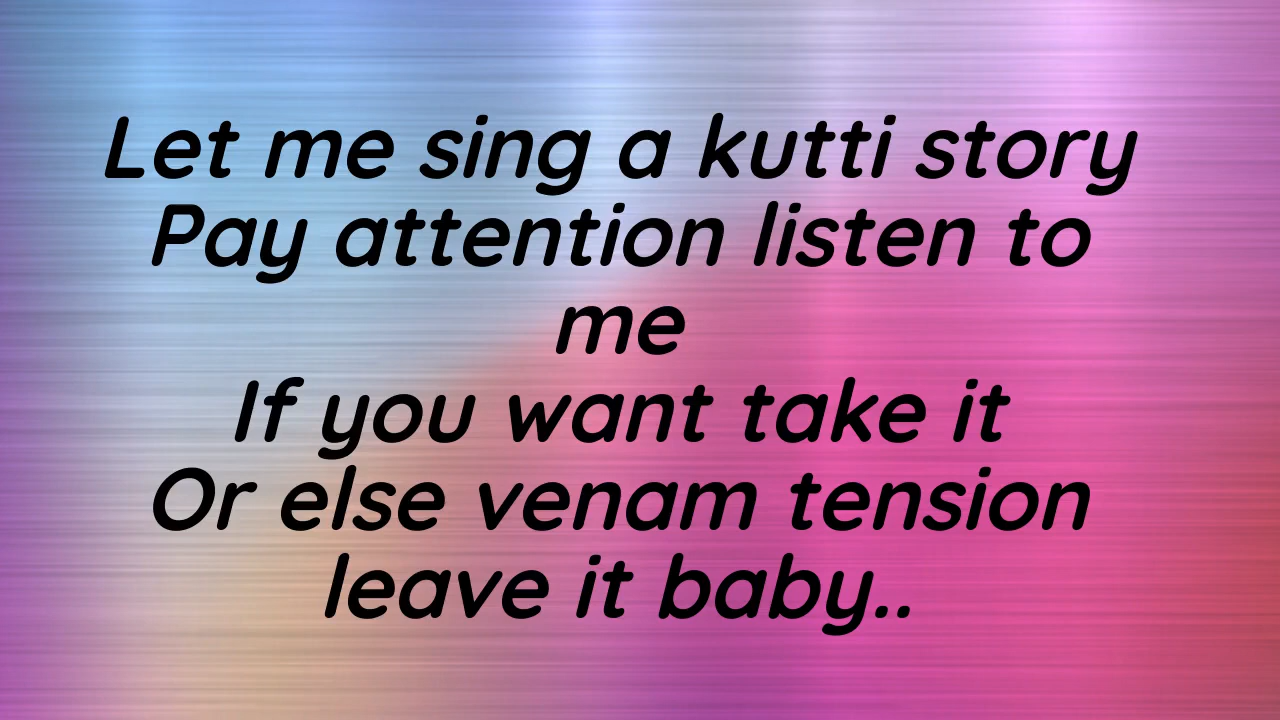 Let me sing a kutti story
Pay attention listen to
me
If you want take it
Or else venam tension
leave it baby..